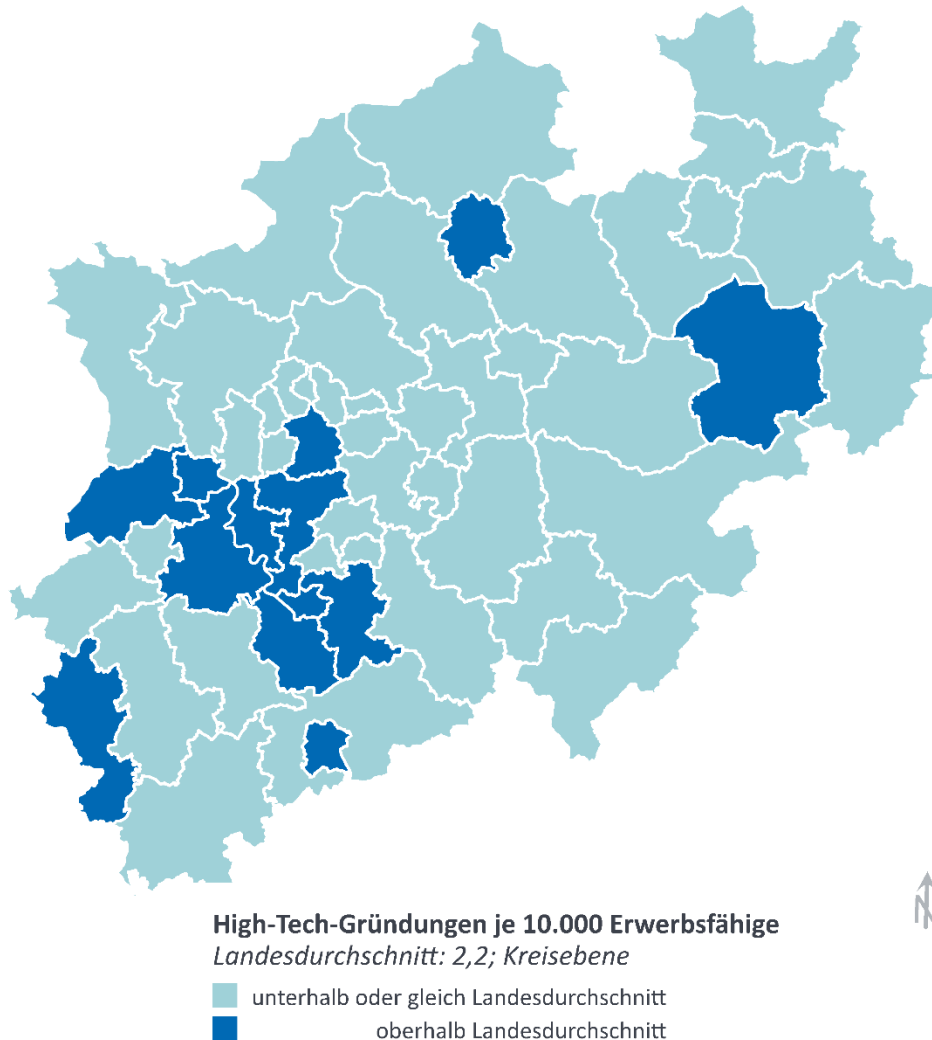 N
High-Tech-Gründungen je 10.000 Erwerbsfähige
Landesdurchschnitt: 2,2; Kreisebene
unterhalb oder gleich Landesdurchschnitt
oberhalb Landesdurchschnitt